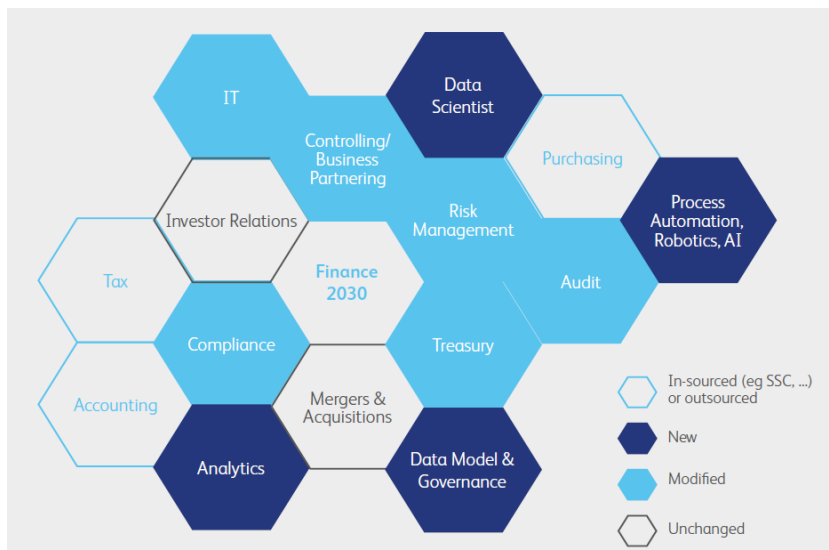 IT
Data
Scientist
Controlling/
Business
Partnering
Purchasing
Investor Relations
Risk
Management
Process
Automation,
Robotics, AI
Tax
Finance
2030
Audit
Compliance
Treasury
Accounting
Mergers &
Acquisitions
Analytics
Data Model &
Governance
In-sourced (eg SSC, ...)
or outsourced
New
Modified
Unchanged